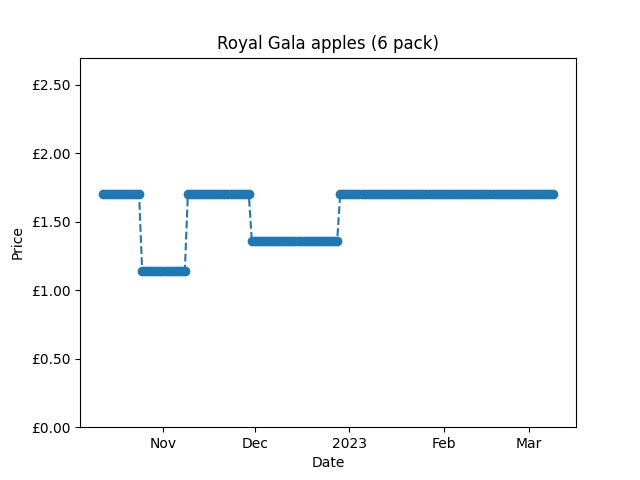 Royal Gala apples (6 pack)
£2.50
£2.00
£1.50
£1.00
£0.50
£0.00
Price
Nov Dec 2023 Feb Mar
Date